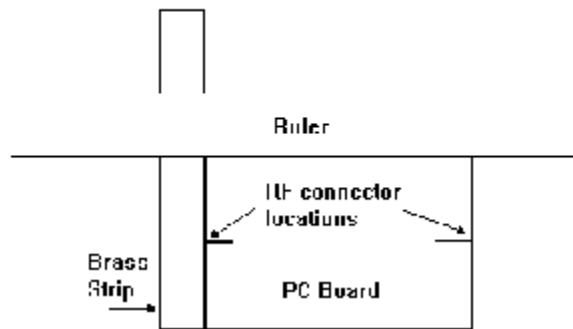 Ruler
RF connector
locations
Brass
Strip
PC Board